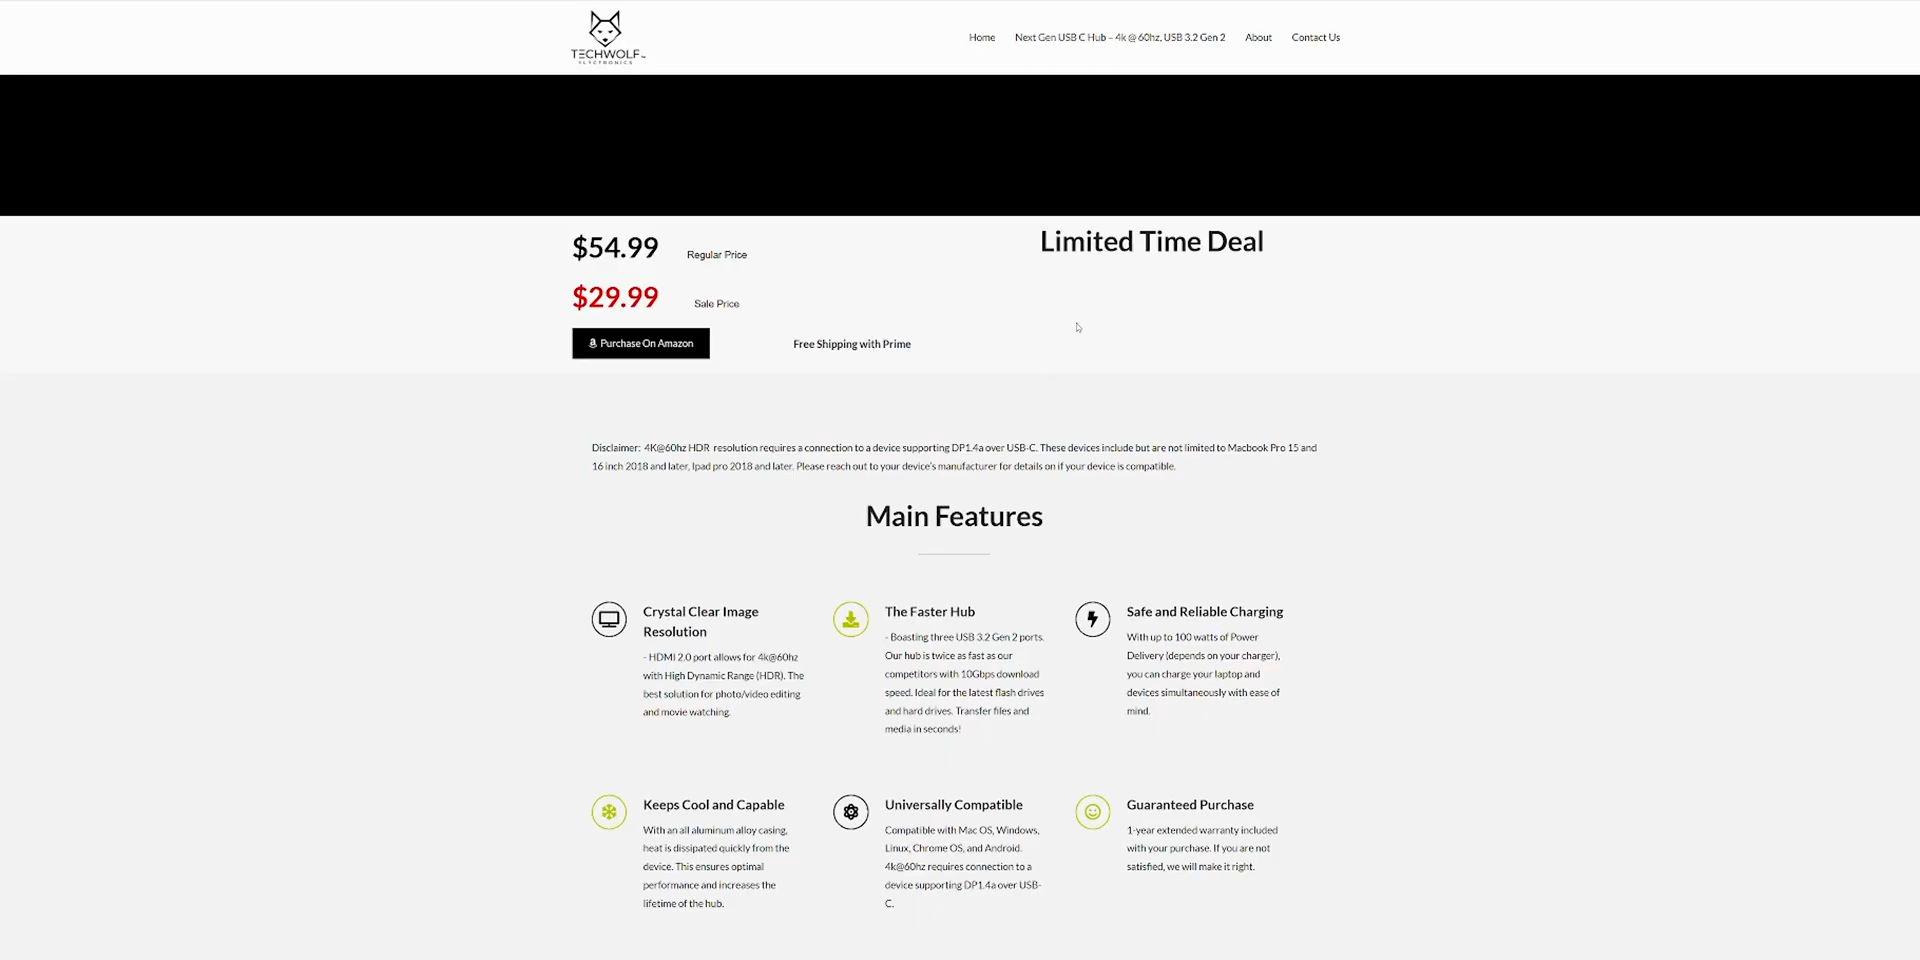 TECHWOLF
ELECTRONICS
Home
Next Gen USB C Hub – 4k @ 60hz, USB 3.2 Gen 2
About
Contact Us
$54.99
Regular Price
Limited Time Deal
$29.99
Sale Price
Purchase On Amazon
Free Shipping with Prime
Disclaimer: 4K@60hz HDR resolution requires a connection to a device supporting DP1.4a over USB-C. These devices include but are not limited to Macbook Pro 15 and
16 inch 2018 and later, Ipad pro 2018 and later. Please reach out to your device's manufacturer for details on if your device is compatible.
Main Features
Crystal Clear Image
Resolution
- HDMI 2.0 port allows for 4k@60hz
with High Dynamic Range (HDR). The
best solution for photo/video editing
and movie watching.
The Faster Hub
- Boasting three USB 3.2 Gen 2 ports.
Our hub is twice as fast as our
competitors with 10Gbps download
speed. Ideal for the latest flash drives
and hard drives. Transfer files and
media in seconds!
Safe and Reliable Charging
With up to 100 watts of Power
Delivery (depends on your charger),
you can charge your laptop and
devices simultaneously with ease of
mind.
Keeps Cool and Capable
With an all aluminum alloy casing,
heat is dissipated quickly from the
device. This ensures optimal
performance and increases the
lifetime of the hub.
Universally Compatible
Compatible with Mac OS, Windows,
Linux, Chrome OS, and Android.
4k@60hz requires connection to a
device supporting DP1.4a over USB-
C.
Guaranteed Purchase
1-year extended warranty included
with your purchase. If you are not
satisfied, we will make it right.